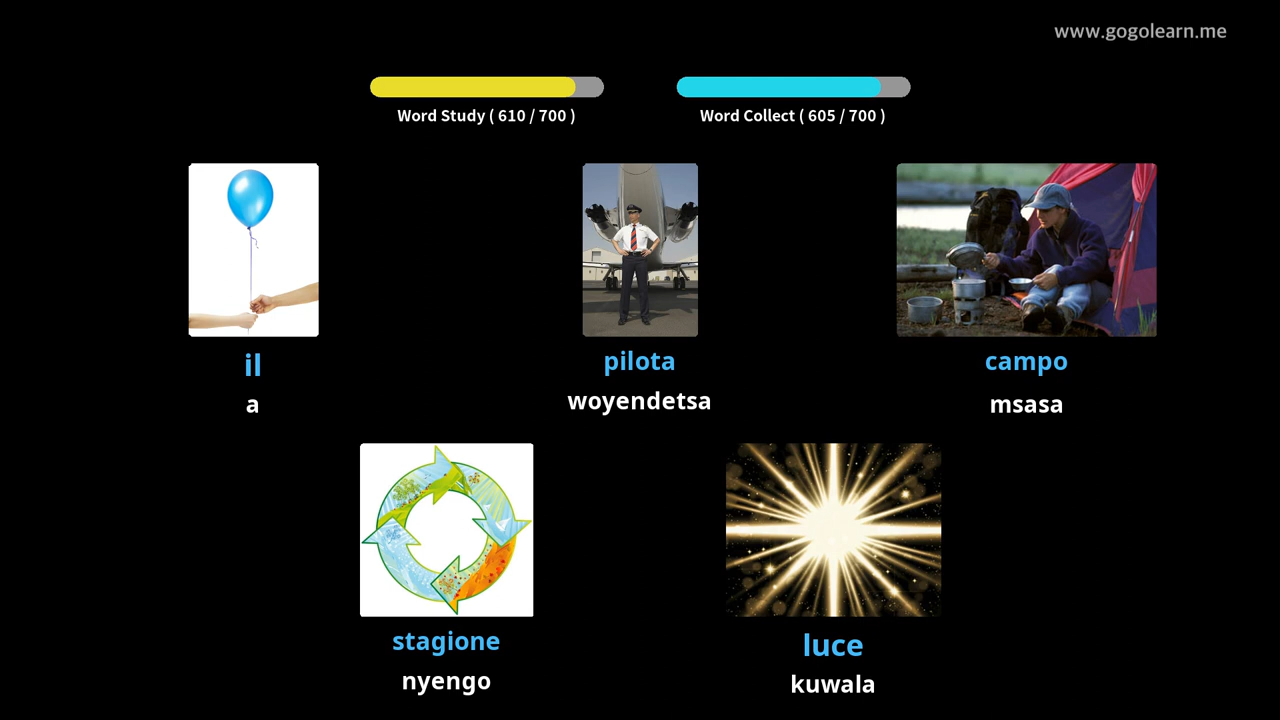 www.gogolearn.me
Word Study ( 610 / 700 )
Word Collect ( 605 / 700 )
il
a
pilota
woyendetsa
campo
msasa
stagione
nyengo
luce
kuwala